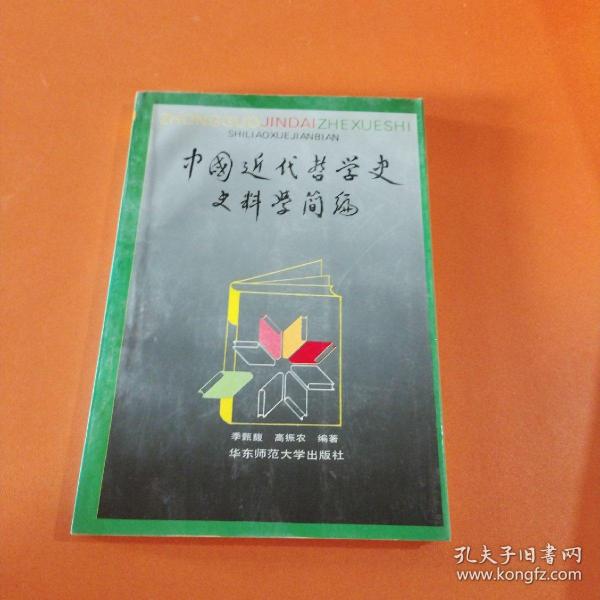 ZHONGGUOJINDAIZHEXUESHI
SHILIAOXUEJIANBIAN
中國近代哲学史
史料学简编
季甄馥 高振农 编著
华东师范大学出版社
孔夫子旧书网
www.kongfz.com